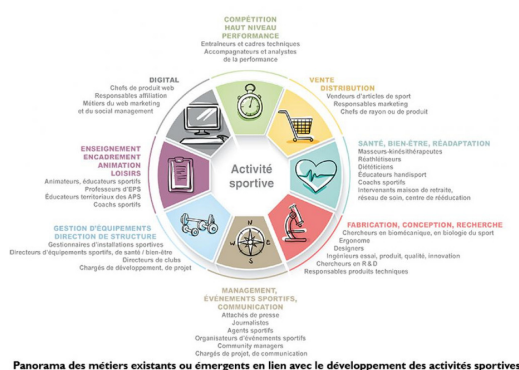 COMPÉTITION
HAUT NIVEAU
PERFORMANCE
Entraîneurs et cadres techniques
Accompagnateurs et analystes
de la performance
VENTE
DISTRIBUTION
Vendeurs d'articles de sport
Responsables marketing
Chefs de rayon ou de produit
SANTÉ, BIEN-ÊTRE, RÉADAPTATION
Masseurs-kinésithérapeutes
Réathlétiseurs
Diététiciens
Éducateurs handisport
Coachs sportifs
Intervenants maison de retraite,
réseau de soin, centre de rééducation
FABRICATION, CONCEPTION, RECHERCHE
Chercheurs en biomécanique, en biologie du sport
Ergonome
Designers
Ingénieurs essai, produit, qualité, innovation
Chercheurs en R&D
Responsables produits techniques
MANAGEMENT,
ÉVÉNEMENTS SPORTIFS,
COMMUNICATION
Attachés de presse
Journalistes
Agents sportifs
Organisateurs d'événements sportifs
Community managers
Chargés de projet, de communication
GESTION D'ÉQUIPEMENTS
DIRECTION DE STRUCTURE
Gestionnaires d'installations sportives
Directeurs d'équipements sportifs, de santé / bien-être
Directeurs de clubs
Chargés de développement, de projet
ENSEIGNEMENT
ENCADREMENT
ANIMATION
LOISIRS
Animateurs, éducateurs sportifs
Professeurs d'EPS
Éducateurs territoriaux des APS
Coachs sportifs
DIGITAL
Chefs de produit web
Responsables affiliation
Métiers du web marketing
et du social management
Activité
sportive
N
W
E
S
Panorama des métiers existants ou émergents en lien avec le développement des activités sportives